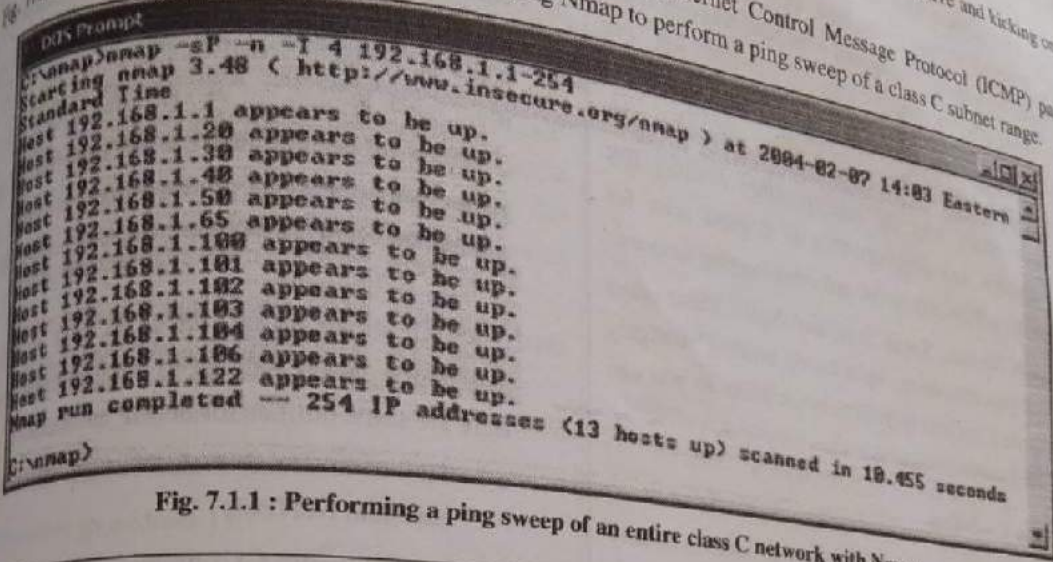 and kicking
Control Message Protocol (ICMP)
Nmap to perform a ping sweep of a class C subnet range.
DOS Prompt
C:\nmap>nmap -sP -n -T 4 192.168.1.1-254
Starting nmap 3.48 ( http://www.insecure.org/nmap ) at 2004-02-07 14:03 Eastern
Standard Time
Host 192.168.1.1 appears to be up.
Host 192.168.1.20 appears to be up.
Host 192.168.1.30 appears to be up.
Host 192.168.1.40 appears to be up.
Host 192.168.1.50 appears to be up.
Host 192.168.1.65 appears to be up.
Host 192.168.1.100 appears to be up.
Host 192.168.1.101 appears to be up.
Host 192.168.1.102 appears to be up.
Host 192.168.1.103 appears to be up.
Host 192.168.1.104 appears to be up.
Host 192.168.1.106 appears to be up.
Host 192.168.1.122 appears to be up.
Nmap run completed -- 254 IP addresses (13 hosts up) scanned in 10.455 seconds
C:\nmap>
Fig. 7.1.1 : Performing a ping sweep of an entire class C network with